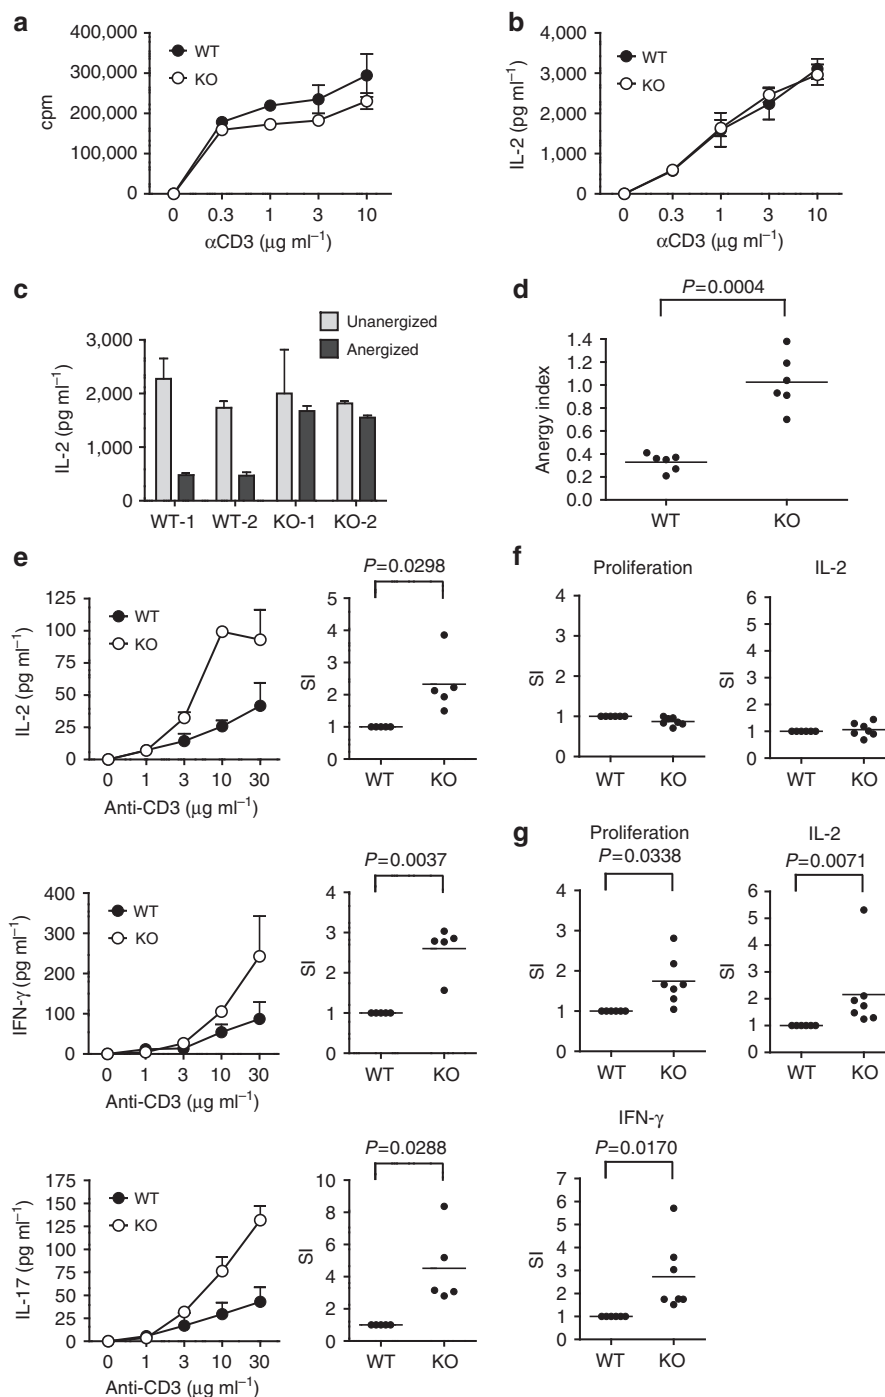 a
400,000
300,000
200,000
100,000
0
cpm
WT
KO
0 0.3 1 3 10
αCD3 (μg ml⁻¹)
b
4,000
3,000
2,000
1,000
0
IL-2 (pg ml⁻¹)
WT
KO
0 0.3 1 3 10
αCD3 (μg ml⁻¹)
c
Unanergized
Anergized
3,000
2,000
1,000
0
IL-2 (pg ml⁻¹)
WT-1 WT-2 KO-1 KO-2
d
P=0.0004
1.4
1.2
1.0
0.8
0.6
0.4
0.2
0.0
Anergy index
WT KO
e
125
100
75
50
25
0
IL-2 (pg ml⁻¹)
WT
KO
0 1 3 10 30
Anti-CD3 (μg ml⁻¹)
P=0.0298
5
4
3
2
1
0
SI
WT KO
400
300
200
100
0
IFN-γ (pg ml⁻¹)
WT
KO
0 1 3 10 30
Anti-CD3 (μg ml⁻¹)
P=0.0037
4
3
2
1
0
SI
WT KO
175
150
125
100
75
50
25
0
IL-17 (pg ml⁻¹)
WT
KO
0 1 3 10 30
Anti-CD3 (μg ml⁻¹)
P=0.0288
10
8
6
4
2
0
SI
WT KO
f
Proliferation
4
3
2
1
0
SI
WT KO
IL-2
6
5
4
3
2
1
0
SI
WT KO
g
Proliferation
P=0.0338
4
3
2
1
0
SI
WT KO
IL-2
P=0.0071
6
5
4
3
2
1
0
SI
WT KO
IFN-γ
P=0.0170
7
6
5
4
3
2
1
0
SI
WT KO